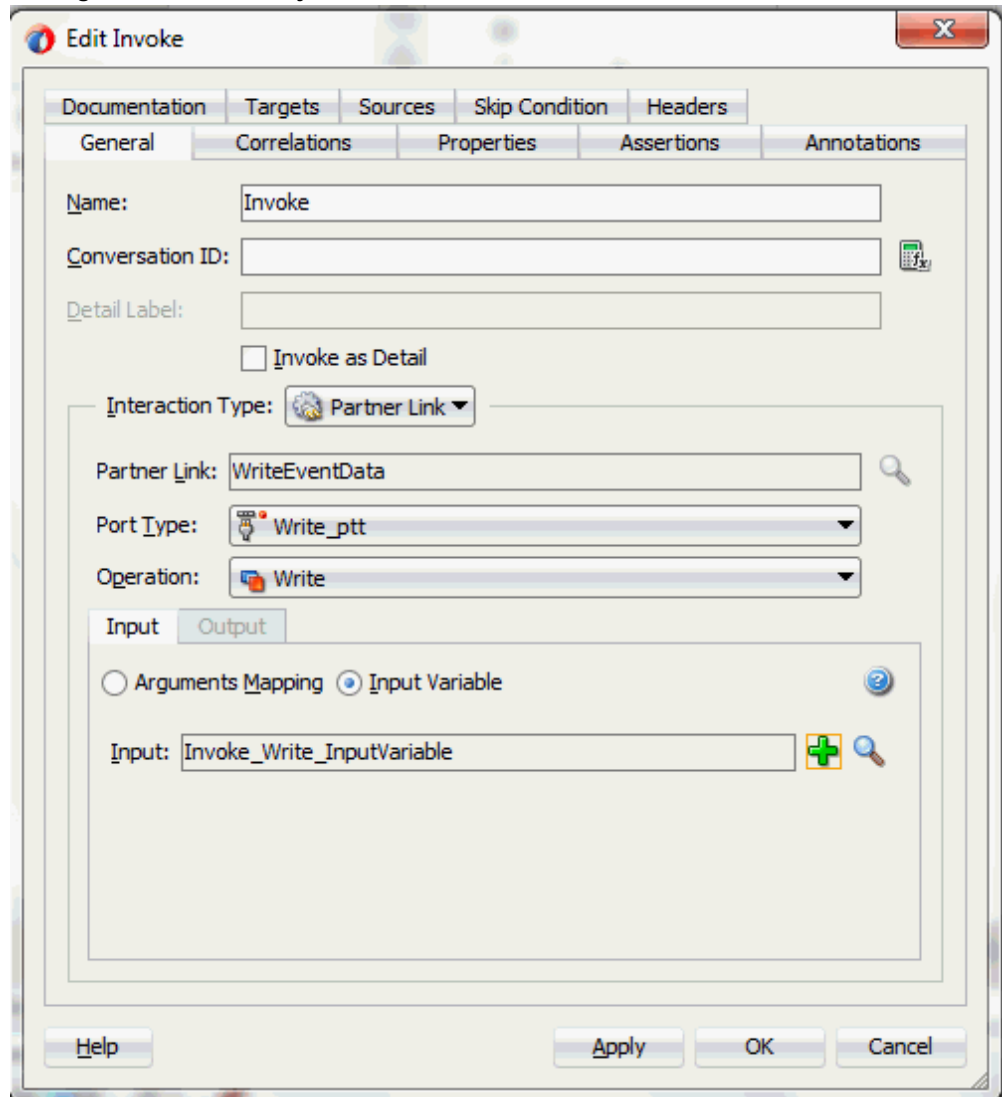 Edit Invoke
Documentation Targets Sources Skip Condition Headers
General Correlations Properties Assertions Annotations
Name: Invoke
Conversation ID:
Detail Label:
Invoke as Detail
Interaction Type: Partner Link
Partner Link: WriteEventData
Port Type: Write_ptt
Operation: Write
Input Output
Arguments Mapping Input Variable
Input: Invoke_Write_InputVariable
Help Apply OK Cancel